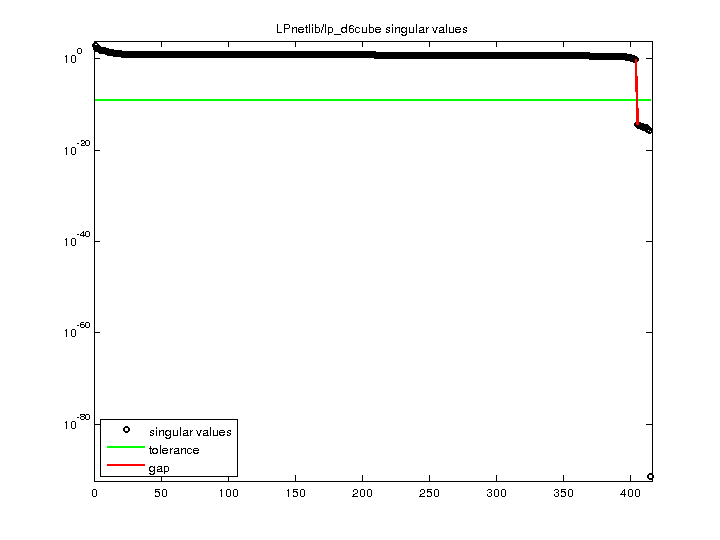 LPnetlib/lp_d6cube singular values
10^0
10^-20
10^-40
10^-60
10^-80
singular values
tolerance
gap
0 50 100 150 200 250 300 350 400